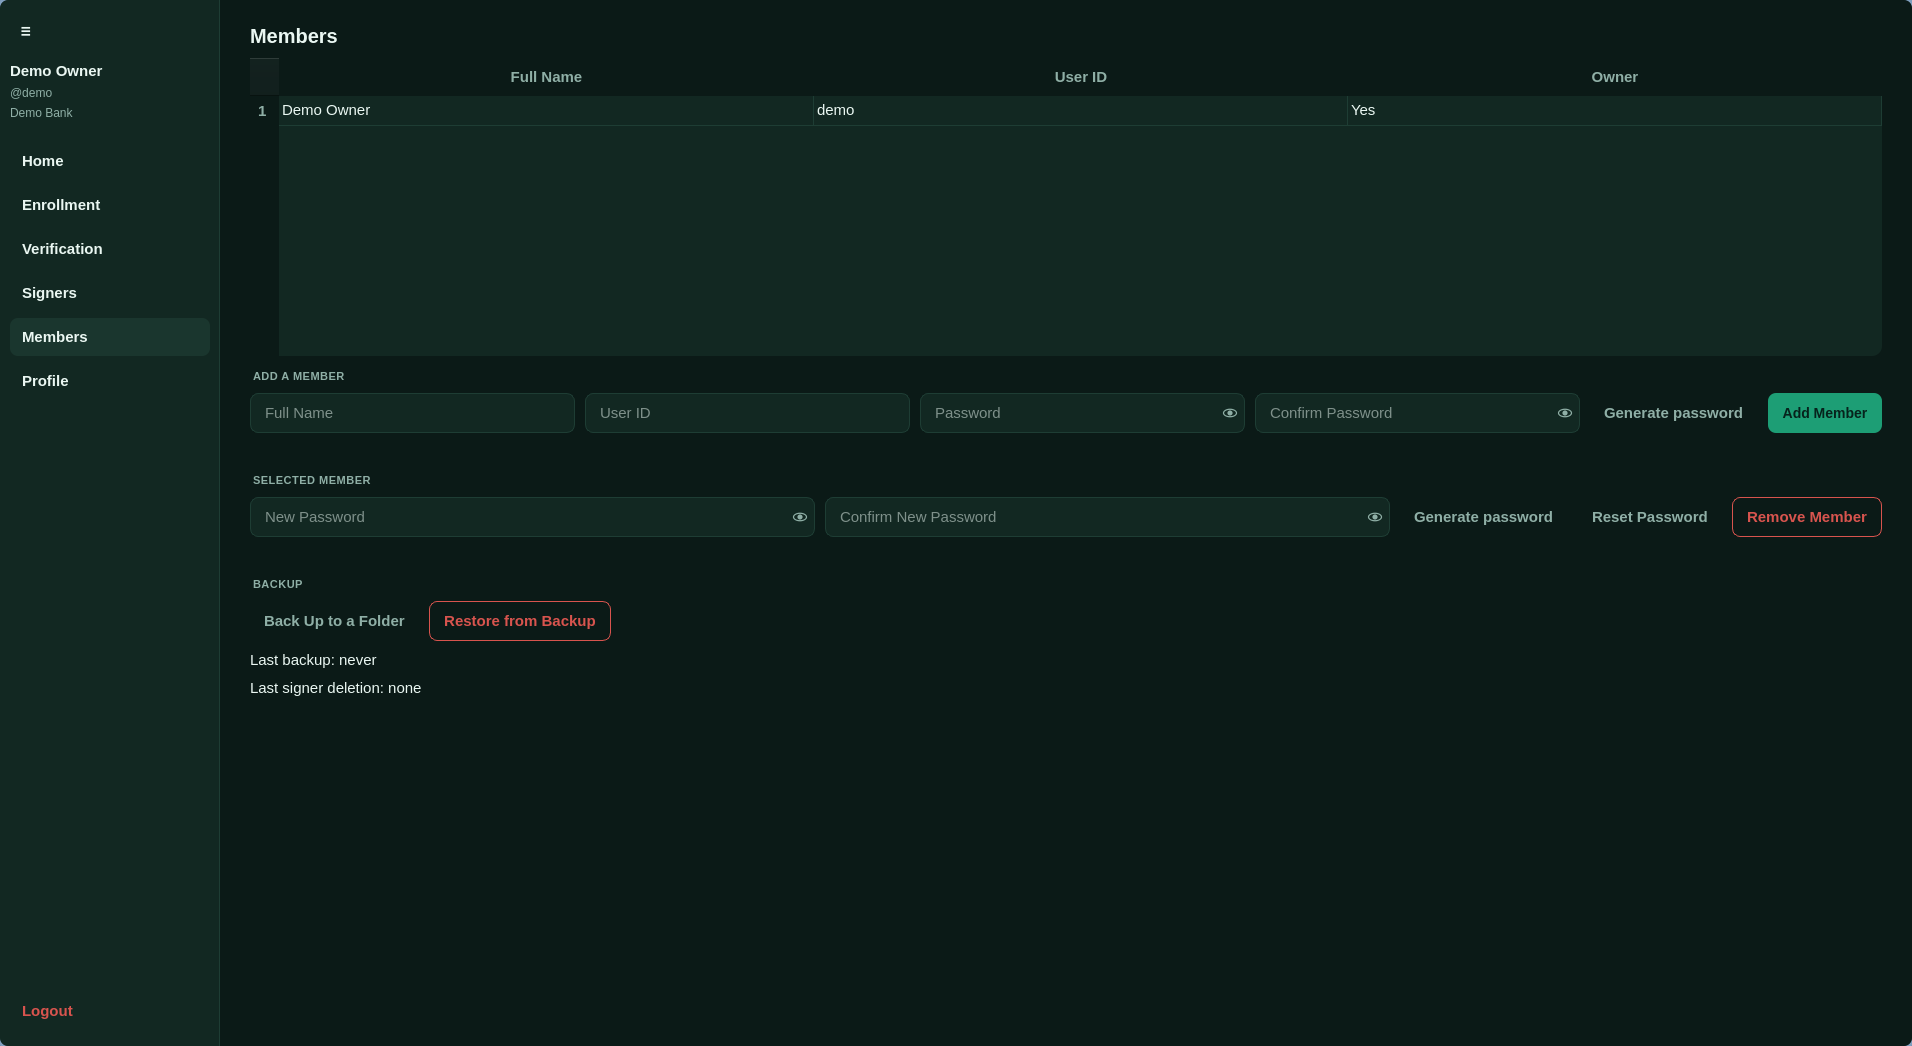 Demo Owner
@demo
Demo Bank
Home
Enrollment
Verification
Signers
Members
Profile
Logout
Members
Full Name User ID Owner
1 Demo Owner demo Yes
ADD A MEMBER
Full Name User ID Password Confirm Password Generate password Add Member
SELECTED MEMBER
New Password Confirm New Password Generate password Reset Password Remove Member
BACKUP
Back Up to a Folder Restore from Backup
Last backup: never
Last signer deletion: none